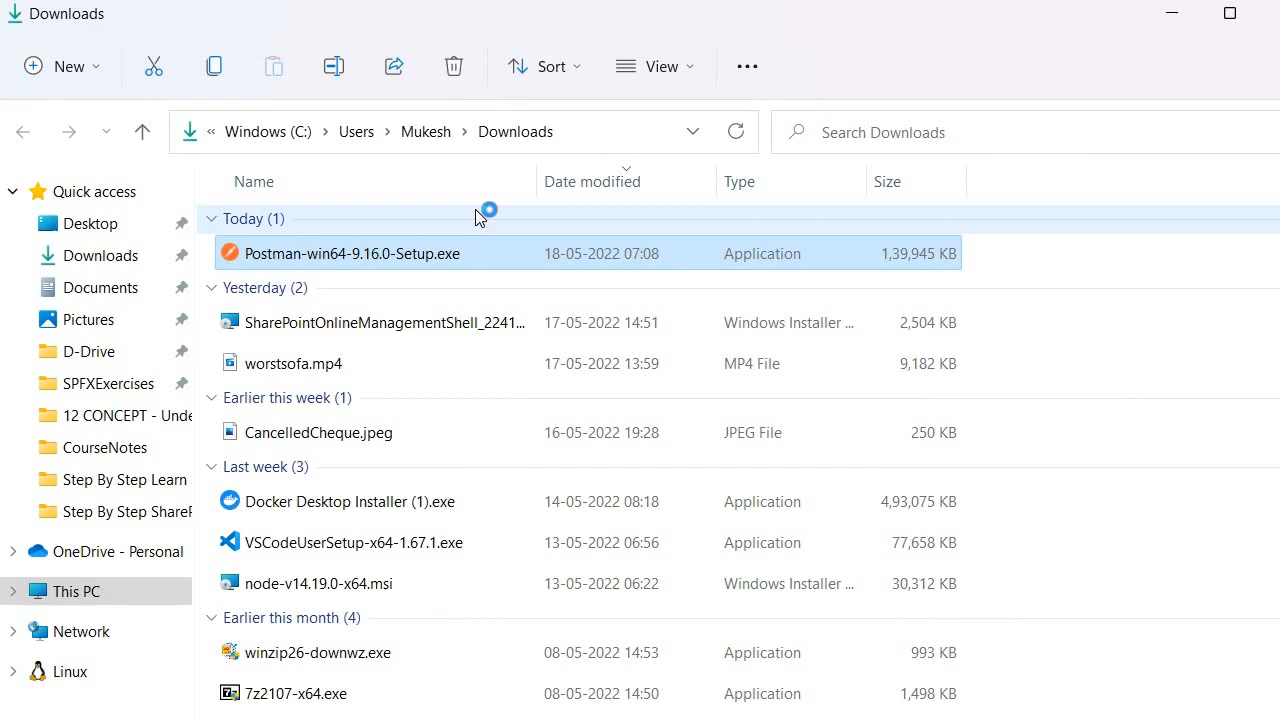 Downloads
New
Sort
View
« Windows (C:) > Users > Mukesh > Downloads
Search Downloads
Name Date modified Type Size
Quick access
Desktop
Downloads
Documents
Pictures
D-Drive
SPFXExercises
12 CONCEPT - Unde
CourseNotes
Step By Step Learn
Step By Step ShareP
OneDrive - Personal
This PC
Network
Linux
Today (1)
Postman-win64-9.16.0-Setup.exe 18-05-2022 07:08 Application 1,39,945 KB
Yesterday (2)
SharePointOnlineManagementShell_2241... 17-05-2022 14:51 Windows Installer ... 2,504 KB
worstsofa.mp4 17-05-2022 13:59 MP4 File 9,182 KB
Earlier this week (1)
CancelledCheque.jpeg 16-05-2022 19:28 JPEG File 250 KB
Last week (3)
Docker Desktop Installer (1).exe 14-05-2022 08:18 Application 4,93,075 KB
VSCodeUserSetup-x64-1.67.1.exe 13-05-2022 06:56 Application 77,658 KB
node-v14.19.0-x64.msi 13-05-2022 06:22 Windows Installer ... 30,312 KB
Earlier this month (4)
winzip26-downwz.exe 08-05-2022 14:53 Application 993 KB
7z2107-x64.exe 08-05-2022 14:50 Application 1,498 KB